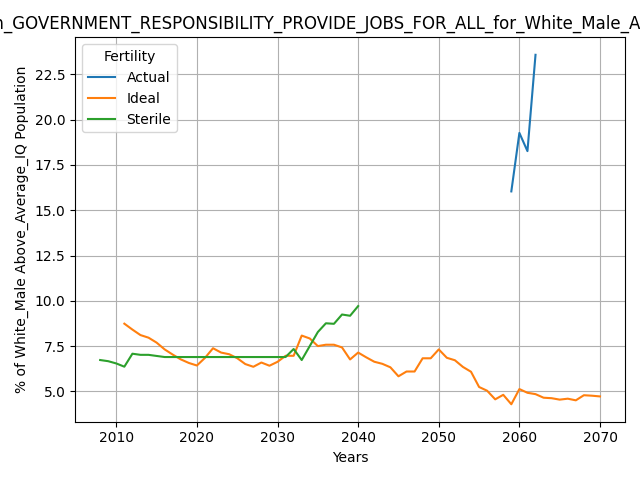 n_GOVERNMENT_RESPONSIBILITY_PROVIDE_JOBS_FOR_ALL_for_White_Male_A
Fertility
Actual
Ideal
Sterile
% of White_Male Above_Average_IQ Population
22.5
20.0
17.5
15.0
12.5
10.0
7.5
5.0
2010 2020 2030 2040 2050 2060 2070
Years